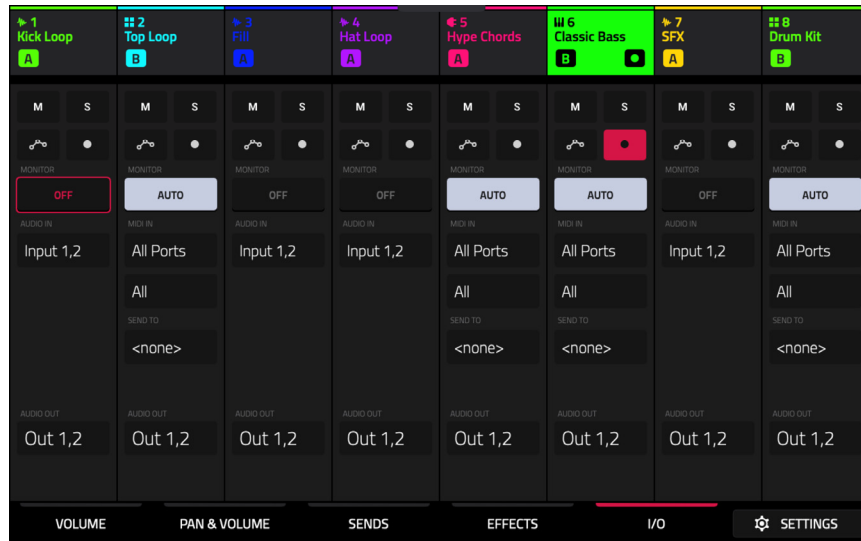 1 2 3 4 5 6 7 8
Kick Loop Top Loop Fill Hat Loop Hype Chords Classic Bass SFX Drum Kit
A B A A A B A B
M S M S M S M S M S M S M S M S
MONITOR MONITOR MONITOR MONITOR MONITOR MONITOR MONITOR MONITOR
OFF AUTO OFF OFF AUTO AUTO OFF AUTO
AUDIO IN MIDI IN AUDIO IN AUDIO IN MIDI IN MIDI IN AUDIO IN MIDI IN
Input 1,2 All Ports Input 1,2 Input 1,2 All Ports All Ports Input 1,2 All Ports
All All All All
SEND TO SEND TO SEND TO SEND TO
<none> <none> <none> <none>
AUDIO OUT AUDIO OUT AUDIO OUT AUDIO OUT AUDIO OUT AUDIO OUT AUDIO OUT AUDIO OUT
Out 1,2 Out 1,2 Out 1,2 Out 1,2 Out 1,2 Out 1,2 Out 1,2 Out 1,2
VOLUME PAN & VOLUME SENDS EFFECTS I/O SETTINGS